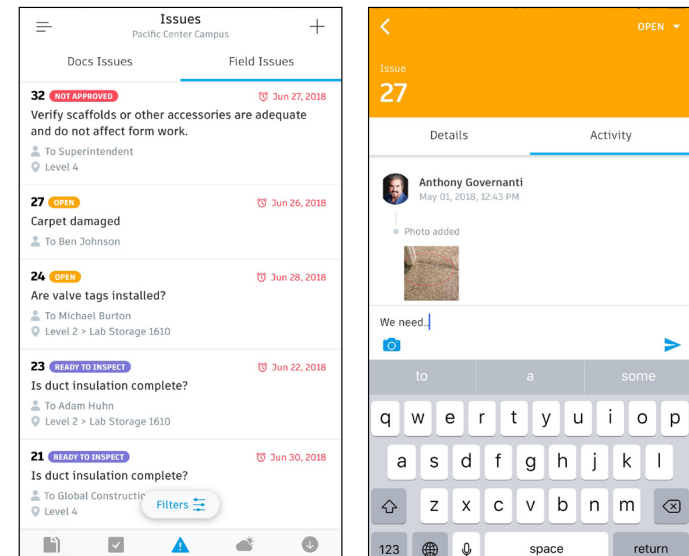 Issues
Pacific Center Campus
Docs Issues Field Issues
32 NOT APPROVED Jun 27, 2018
Verify scaffolds or other accessories are adequate
and do not affect form work.
To Superintendent
Level 4
27 OPEN Jun 26, 2018
Carpet damaged
To Ben Johnson
24 OPEN Jun 28, 2018
Are valve tags installed?
To Michael Burton
Level 2 > Lab Storage 1610
23 READY TO INSPECT Jun 22, 2018
Is duct insulation complete?
To Adam Huhn
Level 2 > Lab Storage 1610
21 READY TO INSPECT Jun 30, 2018
Is duct insulation complete?
To Global
Level 4
Filters
OPEN
Issue
27
Details Activity
Anthony Governanti
May 01, 2018, 12:43 PM
Photo added
We need..
to a some
q w e r t y u i o p
a s d f g h j k l
z x c v b n m
123 space return